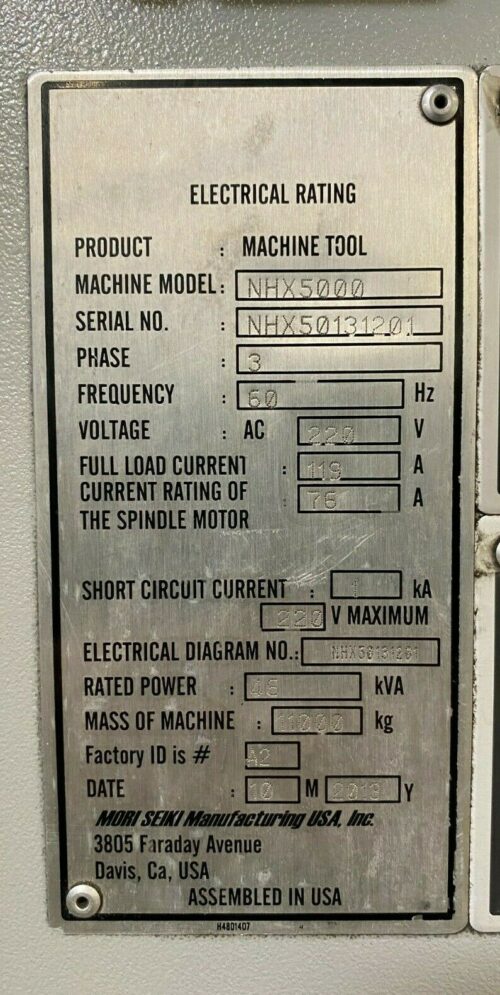 ELECTRICAL RATING
PRODUCT : MACHINE TOOL
MACHINE MODEL : NHX5000
SERIAL NO. : NHX50131201
PHASE : 3
FREQUENCY : 60 Hz
VOLTAGE : AC 220 V
FULL LOAD CURRENT : 119 A
CURRENT RATING OF : 76 A
THE SPINDLE MOTOR
SHORT CIRCUIT CURRENT : kA
220 V MAXIMUM
ELECTRICAL DIAGRAM NO.: NHX50131201
RATED POWER : kVA
MASS OF MACHINE : 11000 kg
Factory ID is # A2
DATE : 10 M 2013 Y
MORI SEIKI Manufacturing USA, Inc.
3805 Faraday Avenue
Davis, Ca, USA
ASSEMBLED IN USA
H4801407